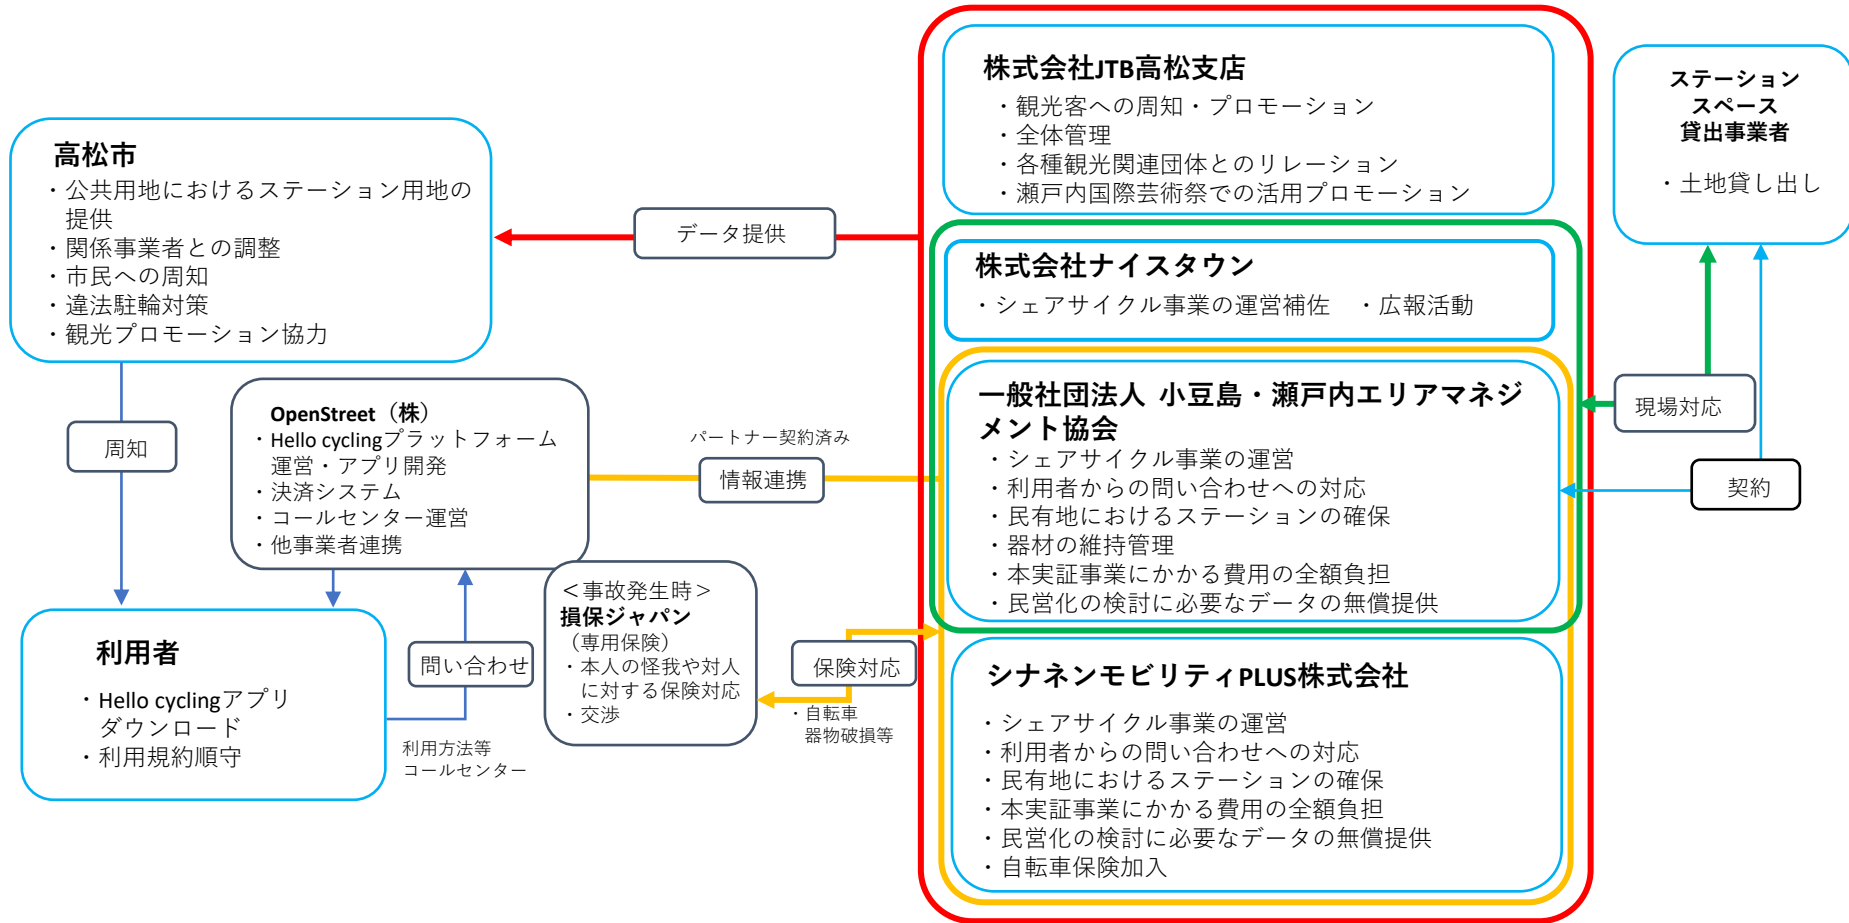 高松市
・公共用地におけるステーション用地の
提供
・関係事業者との調整
・市民への周知
・違法駐輪対策
・観光プロモーション協力
周知
OpenStreet（株）
・Hello cyclingプラットフォーム
運営・アプリ開発
・決済システム
・コールセンター運営
・他事業者連携
利用者
・Hello cyclingアプリ
ダウンロード
・利用規約順守
問い合わせ
利用方法等
コールセンター
＜事故発生時＞
損保ジャパン
（専用保険）
・本人の怪我や対人
に対する保険対応
・交渉
データ提供
パートナー契約済み
情報連携
保険対応
・自転車
器物破損等
株式会社JTB高松支店
・観光客への周知・プロモーション
・全体管理
・各種観光関連団体とのリレーション
・瀬戸内国際芸術祭での活用プロモーション
株式会社ナイスタウン
・シェアサイクル事業の運営補佐　・広報活動
一般社団法人 小豆島・瀬戸内エリアマネジ
メント協会
・シェアサイクル事業の運営
・利用者からの問い合わせへの対応
・民有地におけるステーションの確保
・器材の維持管理
・本実証事業にかかる費用の全額負担
・民営化の検討に必要なデータの無償提供
シナネンモビリティPLUS株式会社
・シェアサイクル事業の運営
・利用者からの問い合わせへの対応
・民有地におけるステーションの確保
・本実証事業にかかる費用の全額負担
・民営化の検討に必要なデータの無償提供
・自転車保険加入
ステーション
スペース
貸出事業者
・土地貸し出し
現場対応
契約